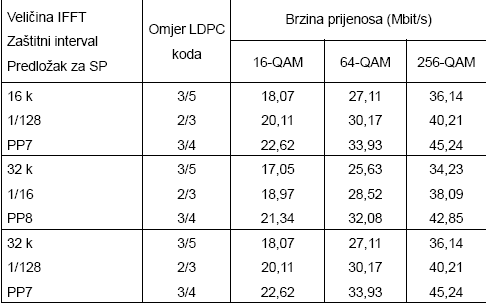 Veličina IFFT
Zaštitni interval
Predložak za SP
Omjer LDPC
koda
Brzina prijenosa (Mbit/s)
16-QAM 64-QAM 256-QAM
16 k 3/5 18,07 27,11 36,14
1/128 2/3 20,11 30,17 40,21
PP7 3/4 22,62 33,93 45,24
32 k 3/5 17,05 25,63 34,23
1/16 2/3 18,97 28,52 38,09
PP8 3/4 21,34 32,08 42,85
32 k 3/5 18,07 27,11 36,14
1/128 2/3 20,11 30,17 40,21
PP7 3/4 22,62 33,93 45,24